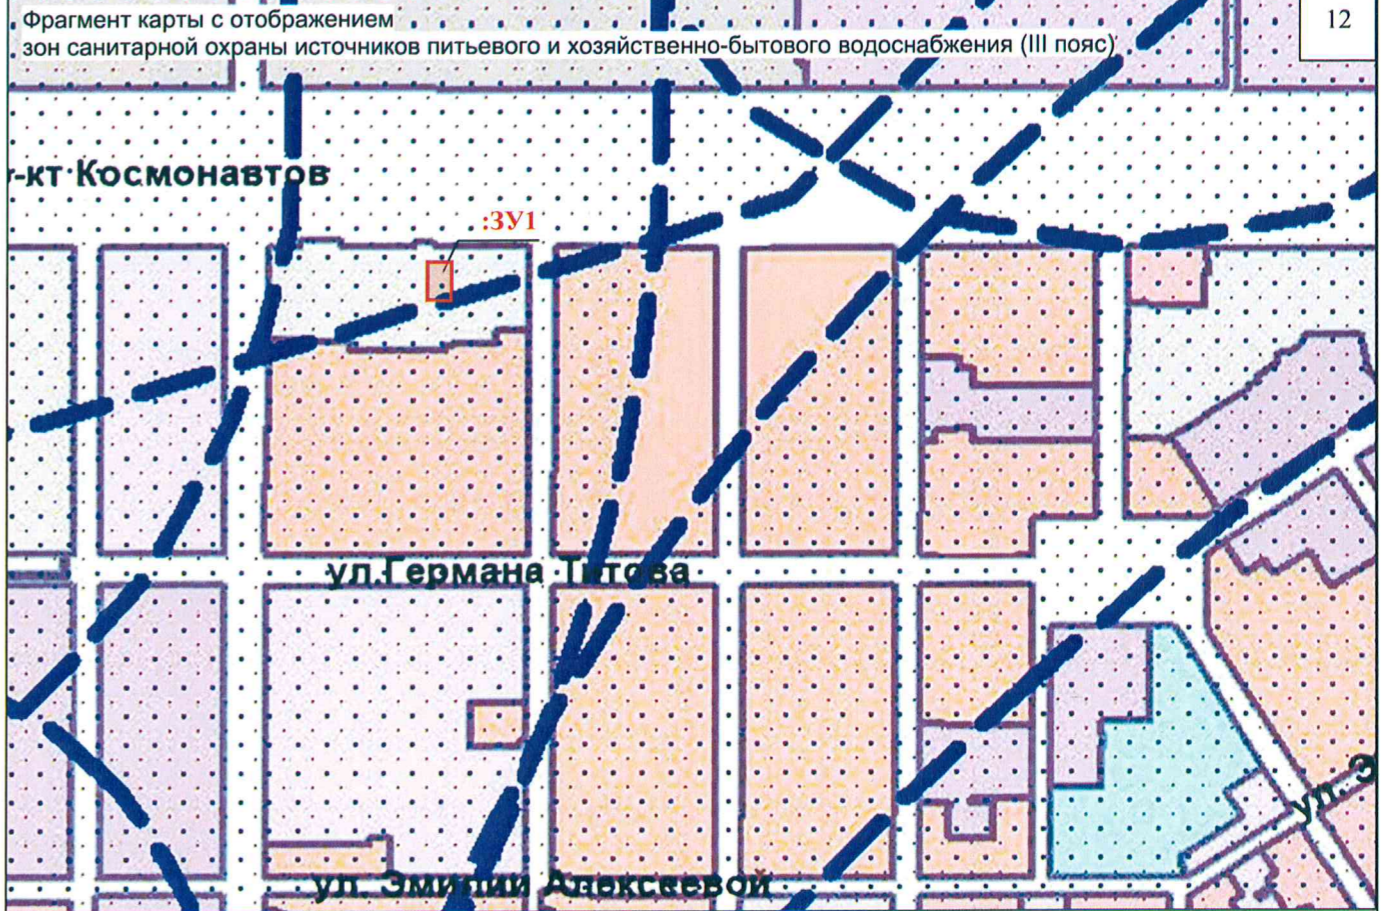 Фрагмент карты с отображением
зон санитарной охраны источников питьевого и хозяйственно-бытового водоснабжения (III пояс)
12
-кт Космонавтов
:ЗУ1
ул.Германа Титова
ул. Э
ул. Эмилии Алексеевой